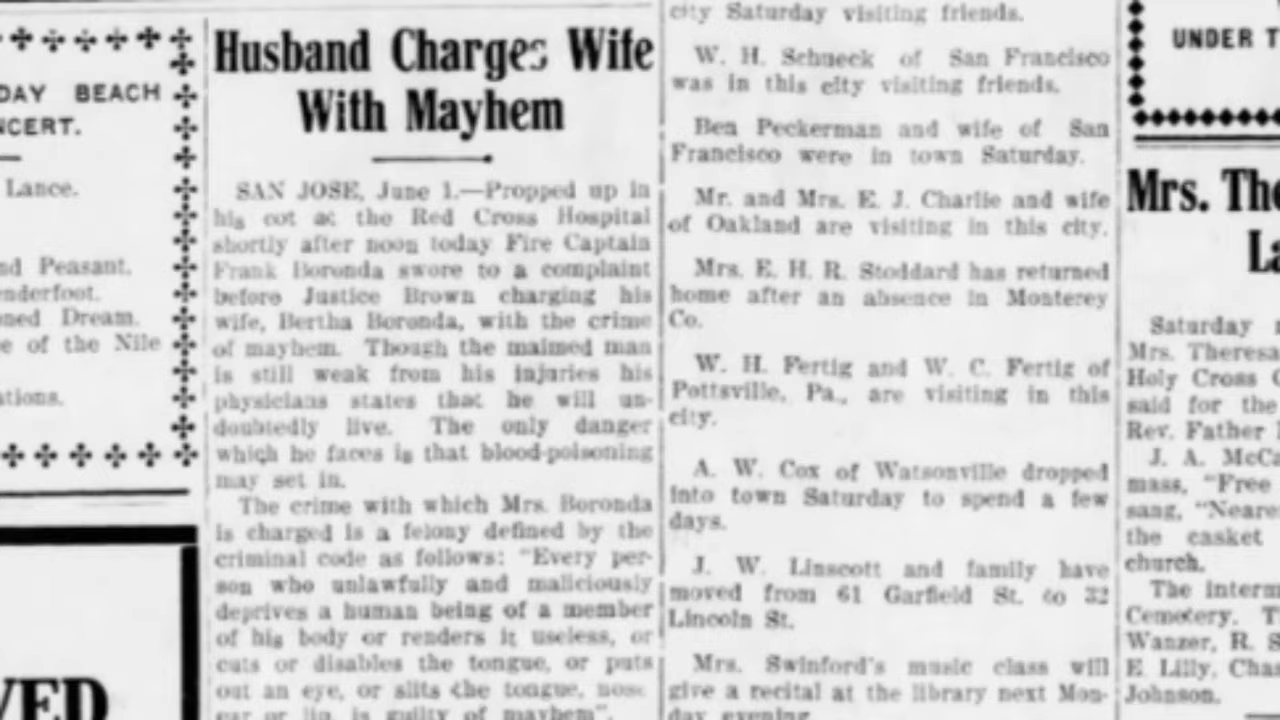 DAY BEACH
NCERT.
Lance.
nd Peasant.
nderfoot.
oned Dream.
e of the Nile
ations.
VED
Husband Charges Wife
With Mayhem
SAN JOSE, June 1.—Propped up in
his cot at the Red Cross Hospital
shortly after noon today Fire Captain
Frank Boronda swore to a complaint
before Justice Brown charging his
wife, Bertha Boronda, with the crime
of mayhem. Though the maimed man
is still weak from his injuries his
physicians states that he will un-
doubtedly live. The only danger
which he faces is that blood-poisoning
may set in.
The crime with which Mrs. Boronda
is charged is a felony defined by the
criminal code as follows: "Every per-
son who unlawfully and maliciously
deprives a human being of a member
of his body or renders it useless, or
cuts or disables the tongue, or puts
out an eye, or slits the tongue, nose
ear or lip, is guilty of mayhem".
city Saturday visiting friends.
W. H. Schueck of San Francisco
was in this city visiting friends.
Ben Peckerman and wife of San
Francisco were in town Saturday.
Mr. and Mrs. E. J. Charlie and wife
of Oakland are visiting in this city.
Mrs. E. H. R. Stoddard has returned
home after an absence in Monterey
Co.
W. H. Fertig and W. C. Fertig of
Pottsville, Pa., are visiting in this
city.
A. W. Cox of Watsonville dropped
into town Saturday to spend a few
days.
J. W. Linscott and family have
moved from 61 Garfield St. to 32
Lincoln St.
Mrs. Swinford's music class will
give a recital at the library next Mon-
day evening
UNDER T
Mrs. The
La
Saturday
Mrs. Theresa
Holy Cross C
said for the
Rev. Father
J. A. McCa
mass, "Free
sang, "Neare
the casket
church.
The interm
Cemetery. T
Wanzer, R. S
E. Lilly, Chas
Johnson.